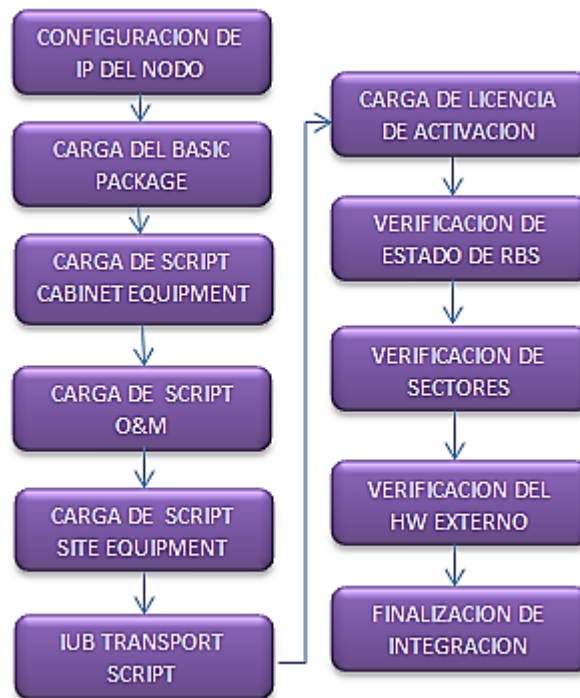 CONFIGURACION DE
IP DEL NODO
CARGA DEL BASIC
PACKAGE
CARGA DE SCRIPT
CABINET EQUIPMENT
CARGA DE SCRIPT
O&M
CARGA DE SCRIPT
SITE EQUIPMENT
IUB TRANSPORT
SCRIPT
CARGA DE LICENCIA
DE ACTIVACION
VERIFICACION DE
ESTADO DE RBS
VERIFICACION DE
SECTORES
VERIFICACION DEL
HW EXTERNO
FINALIZACION DE
INTEGRACION